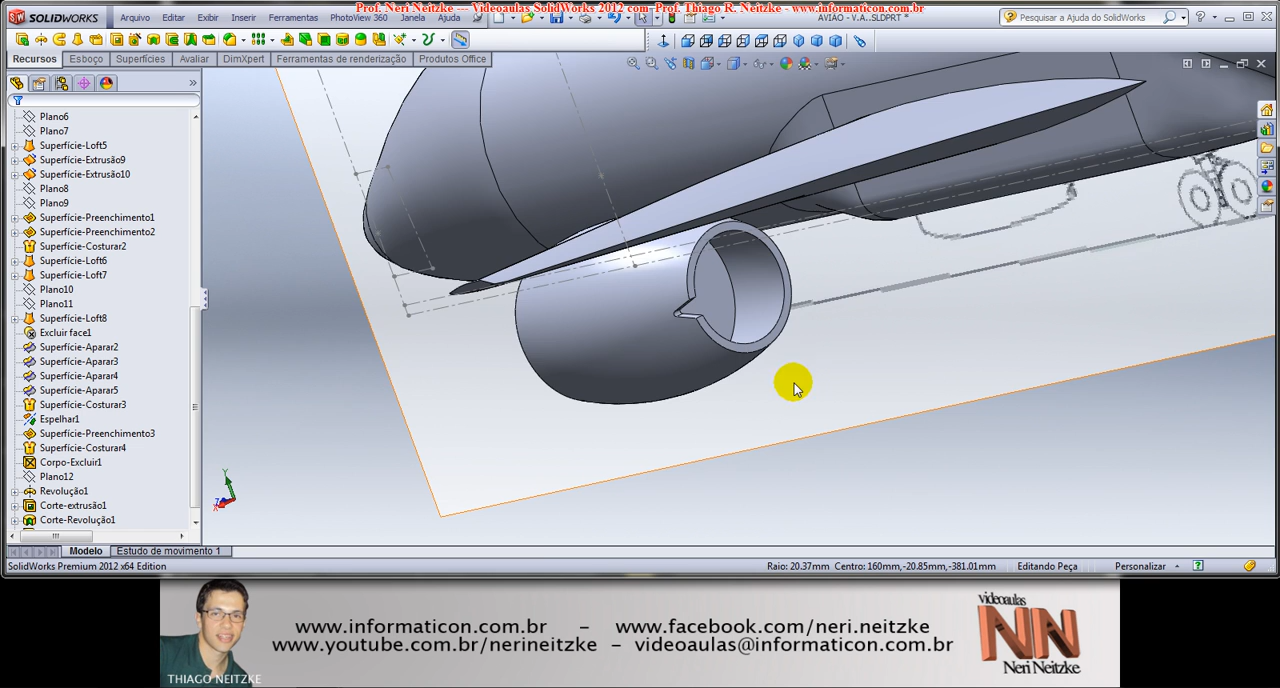 Prof. Neri Neitzke --- Videoaulas SolidWorks 2012 com Prof. Thiago R. Neitzke - www.informaticon.com.br
SOLIDWORKS
Arquivo Editar Exibir Inserir Ferramentas PhotoView 360 Janela Ajuda
AVIAO - V.A..SLDPRT *
Pesquisar a Ajuda do SolidWorks
Recursos Esboço Superfícies Avaliar DimXpert Ferramentas de renderização Produtos Office
Plano6
Plano7
Superfície-Loft5
Superfície-Extrusão9
Superfície-Extrusão10
Plano8
Plano9
Superfície-Preenchimento1
Superfície-Preenchimento2
Superfície-Costurar2
Superfície-Loft6
Superfície-Loft7
Plano10
Plano11
Superfície-Loft8
Excluir face1
Superfície-Aparar2
Superfície-Aparar3
Superfície-Aparar4
Superfície-Aparar5
Superfície-Costurar3
Espelhar1
Superfície-Preenchimento3
Superfície-Costurar4
Corpo-Excluir1
Plano12
Revolução1
Corte-extrusão1
Corte-Revolução1
Y
Z
X
Modelo Estudo de movimento 1
SolidWorks Premium 2012 x64 Edition
Raio: 20.37mm Centro: 160mm,-20.85mm,-381.01mm
Editando Peça
Personalizar
www.informaticon.com.br - www.facebook.com/neri.neitzke
www.youtube.com.br/nerineitzke - videoaulas@informaticon.com.br
THIAGO NEITZKE
videoaulas
NN
Neri Neitzke